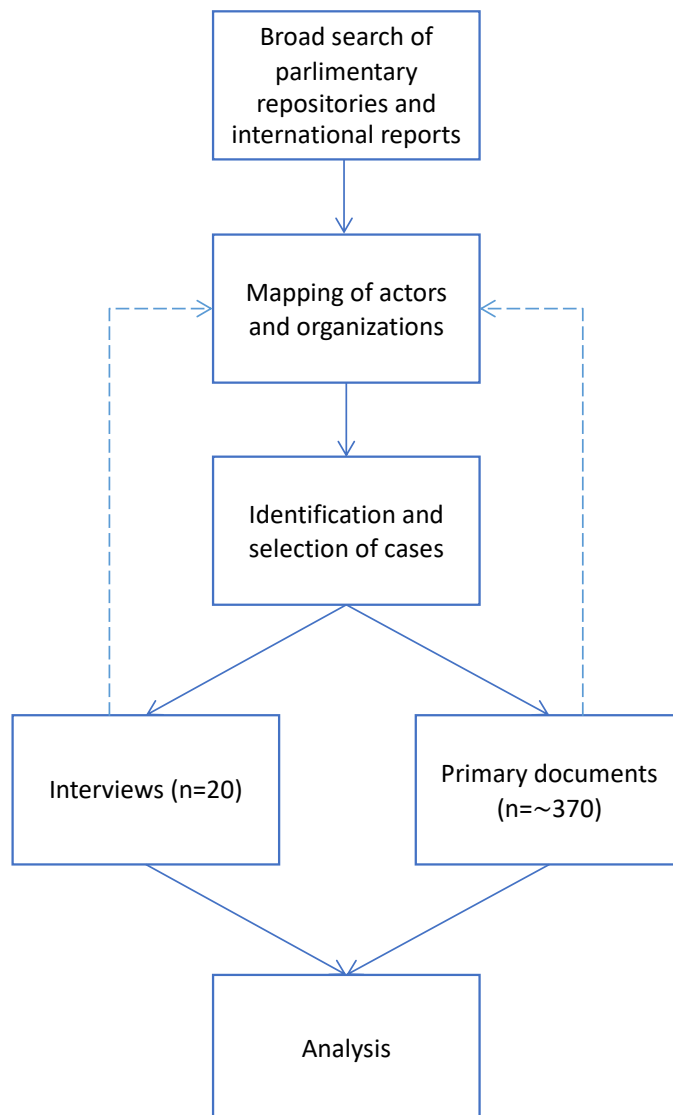 Broad search of
parlimentary
repositories and
international reports
Mapping of actors
and organizations
Identification and
selection of cases
Interviews (n=20)
Primary documents
(n=~370)
Analysis